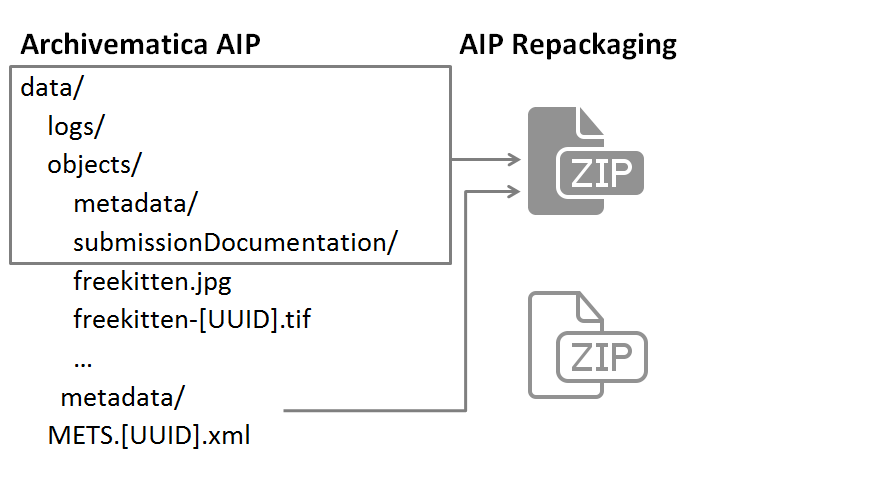 Archivematica AIP
AIP Repackaging
data/
logs/
objects/
metadata/
submissionDocumentation/
freekitten.jpg
freekitten-[UUID].tif
...
metadata/
METS.[UUID].xml
ZIP
ZIP